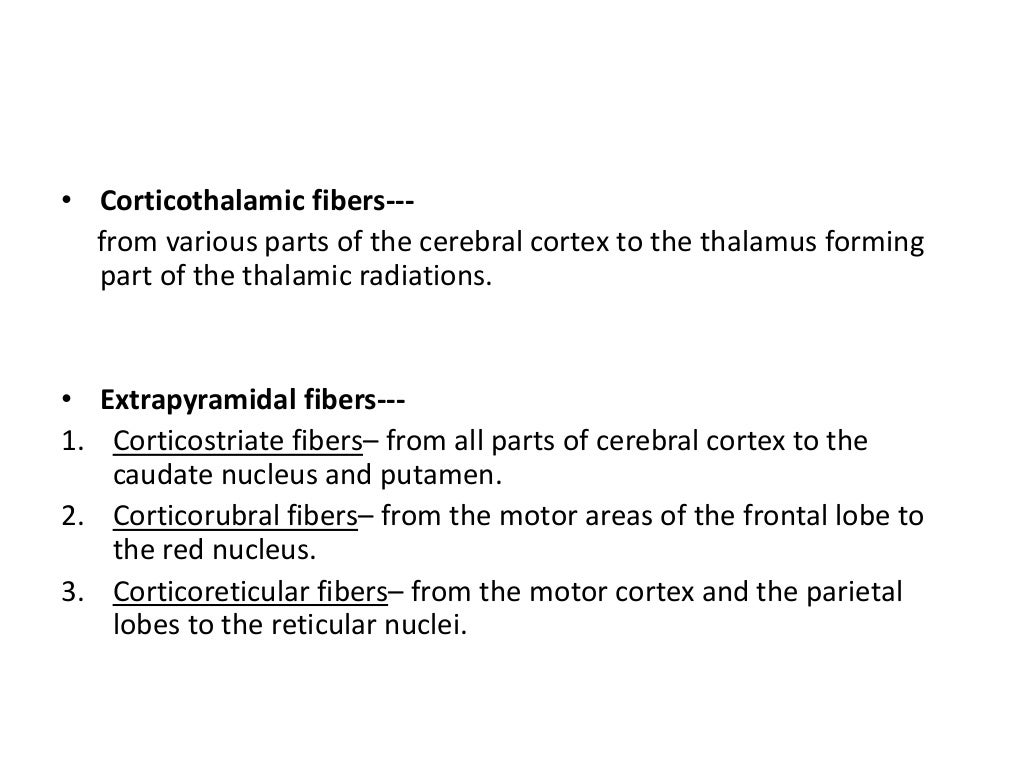 • Corticothalamic fibers---
from various parts of the cerebral cortex to the thalamus forming
part of the thalamic radiations.
• Extrapyramidal fibers---
1. Corticostriate fibers– from all parts of cerebral cortex to the
caudate nucleus and putamen.
2. Corticorubral fibers– from the motor areas of the frontal lobe to
the red nucleus.
3. Corticoreticular fibers– from the motor cortex and the parietal
lobes to the reticular nuclei.